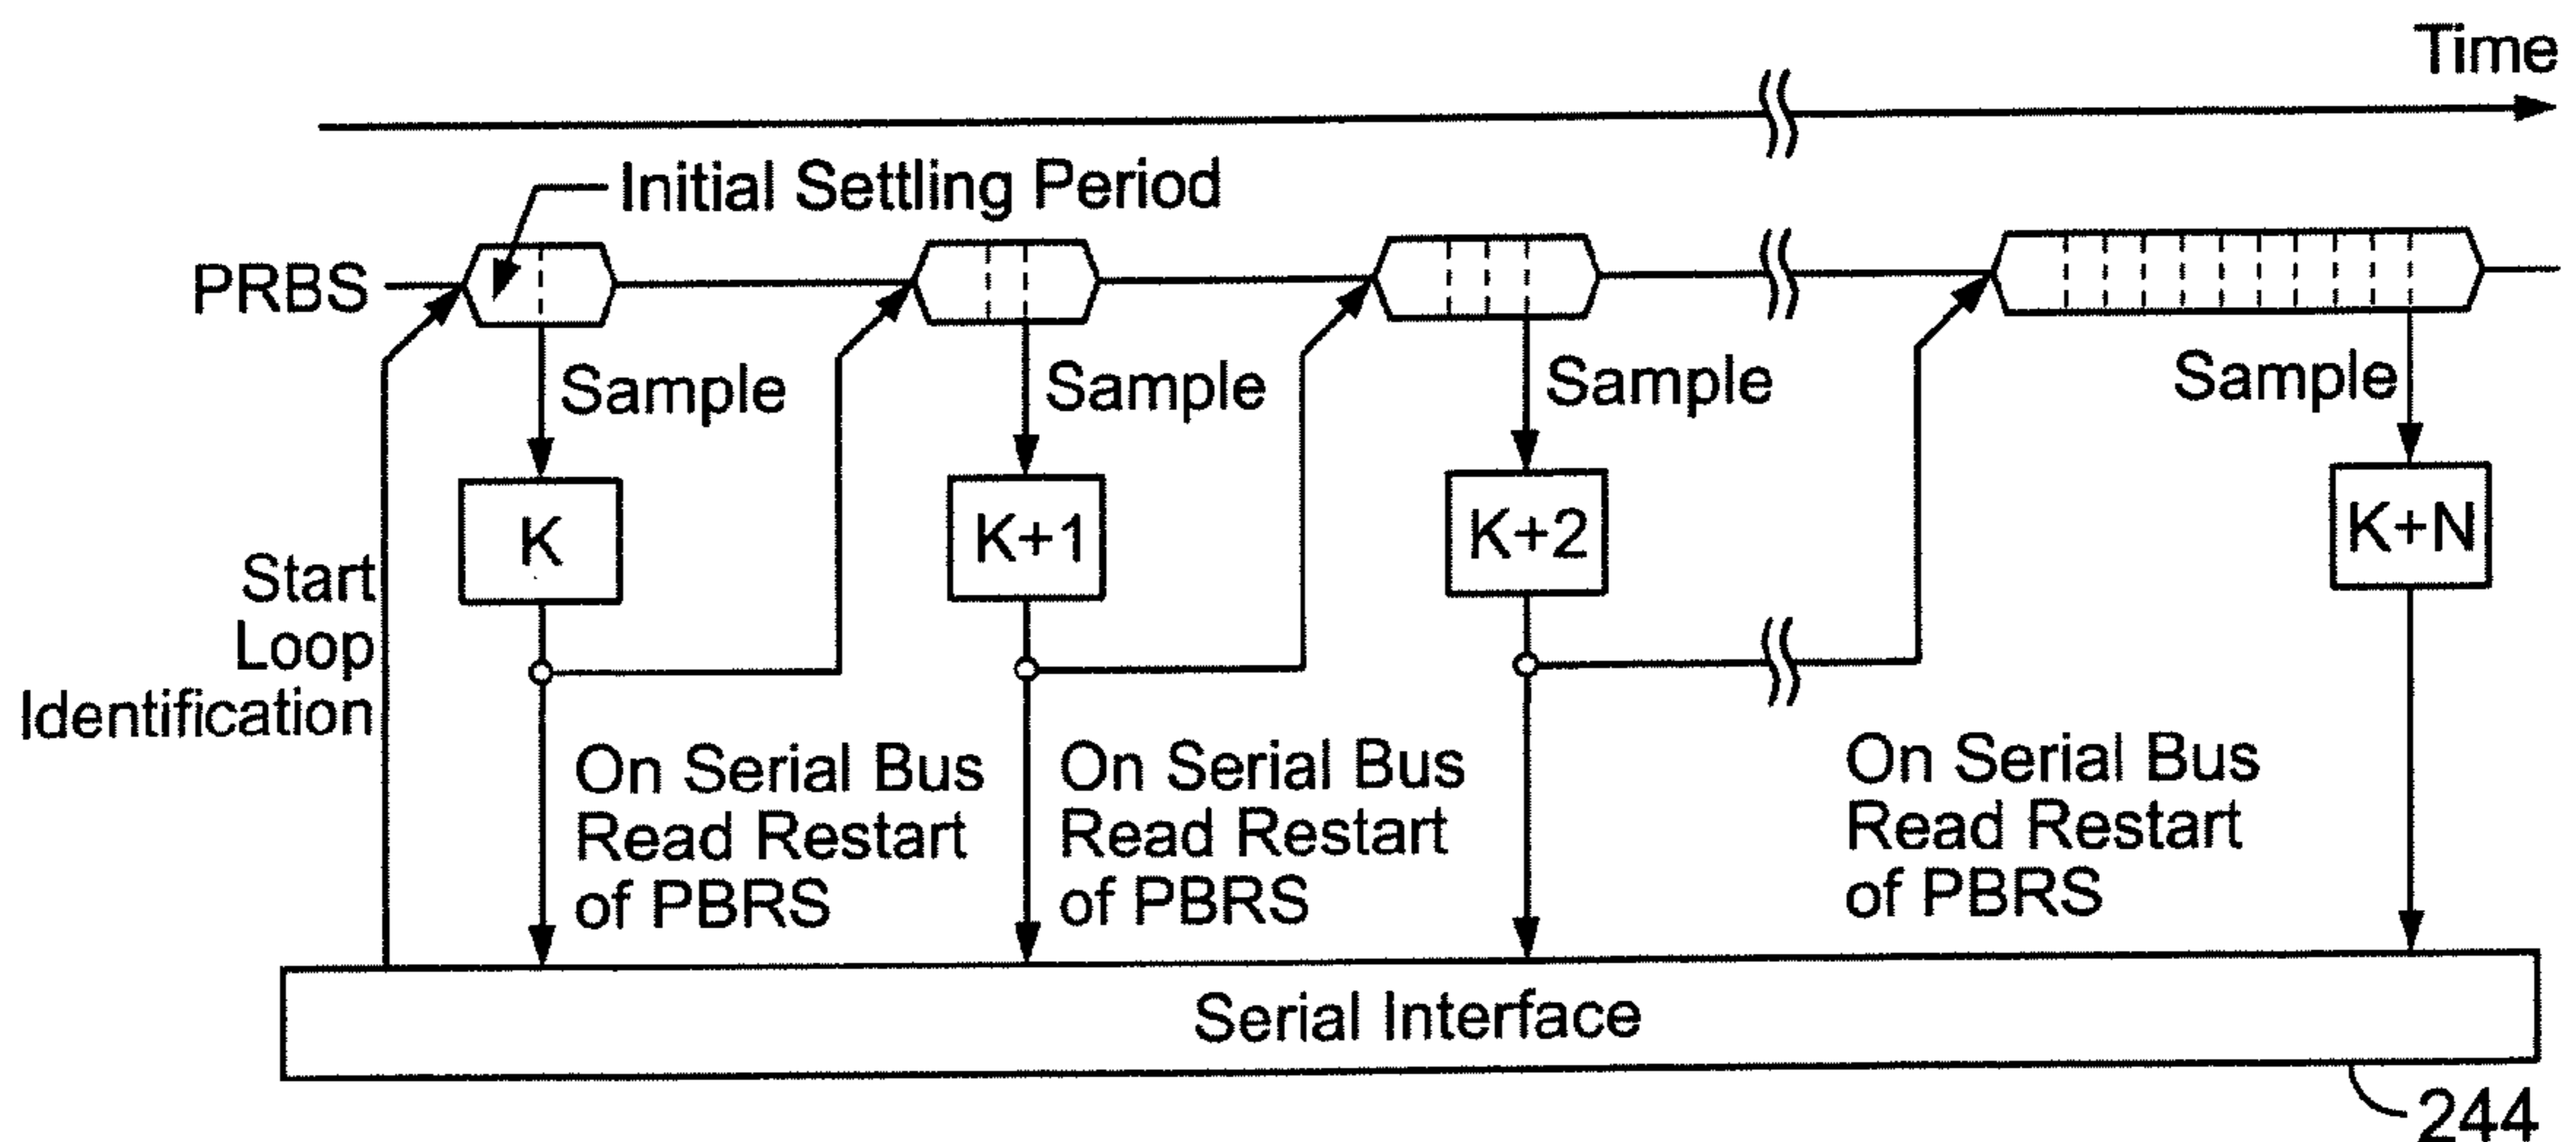 Time
Initial Settling Period
PRBS
Sample
Sample
Sample
Sample
K
K+1
K+2
K+N
Start
Loop
Identification
On Serial Bus
Read Restart
of PBRS
On Serial Bus
Read Restart
of PBRS
On Serial Bus
Read Restart
of PBRS
Serial Interface
244